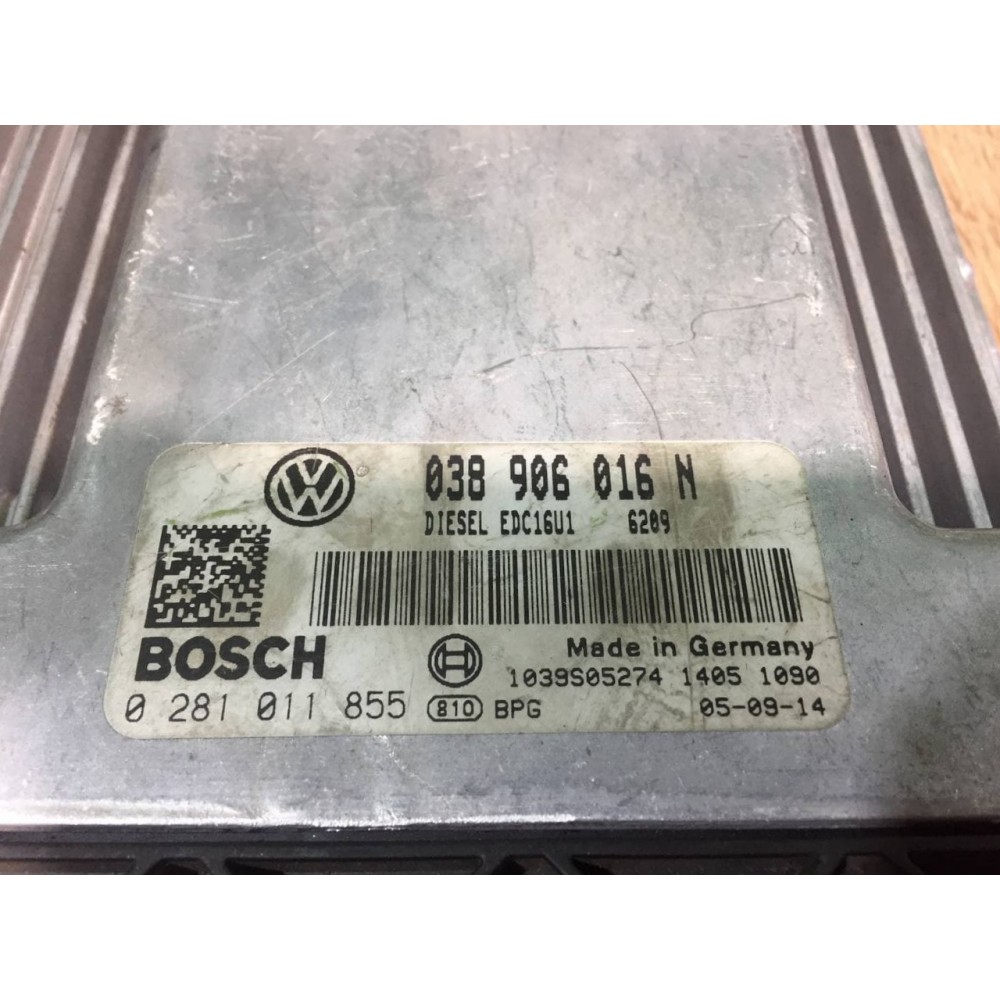 038 906 016 N
DIESEL EDC16U1 6209
BOSCH
Made in Germany
1039S05274 1405 1090
0 281 011 855 810 BPG 05-09-14